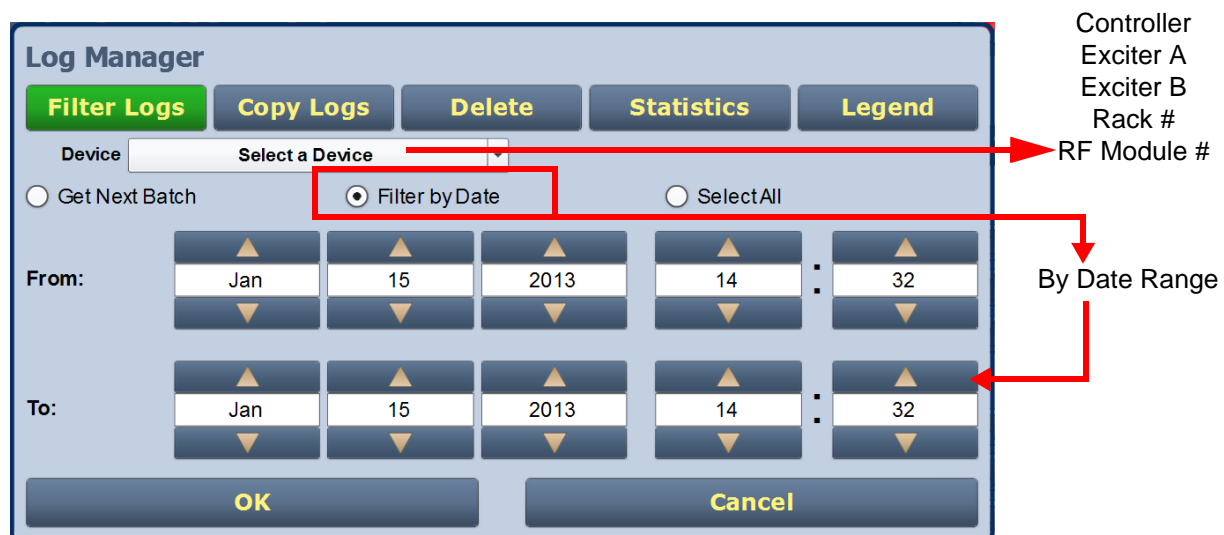 Log Manager
Filter Logs Copy Logs Delete Statistics Legend
Device Select a Device
Get Next Batch Filter by Date Select All
From: Jan 15 2013 14 : 32
To: Jan 15 2013 14 : 32
OK Cancel
Controller
Exciter A
Exciter B
Rack #
RF Module #
By Date Range